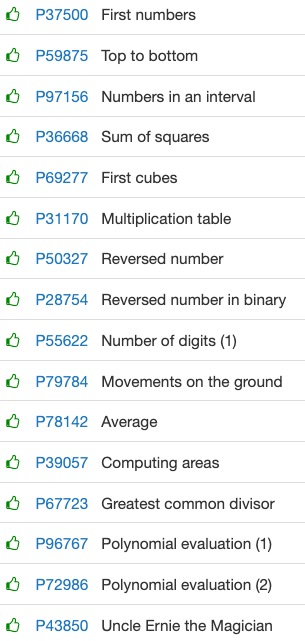 P37500 First numbers
P59875 Top to bottom
P97156 Numbers in an interval
P36668 Sum of squares
P69277 First cubes
P31170 Multiplication table
P50327 Reversed number
P28754 Reversed number in binary
P55622 Number of digits (1)
P79784 Movements on the ground
P78142 Average
P39057 Computing areas
P67723 Greatest common divisor
P96767 Polynomial evaluation (1)
P72986 Polynomial evaluation (2)
P43850 Uncle Ernie the Magician